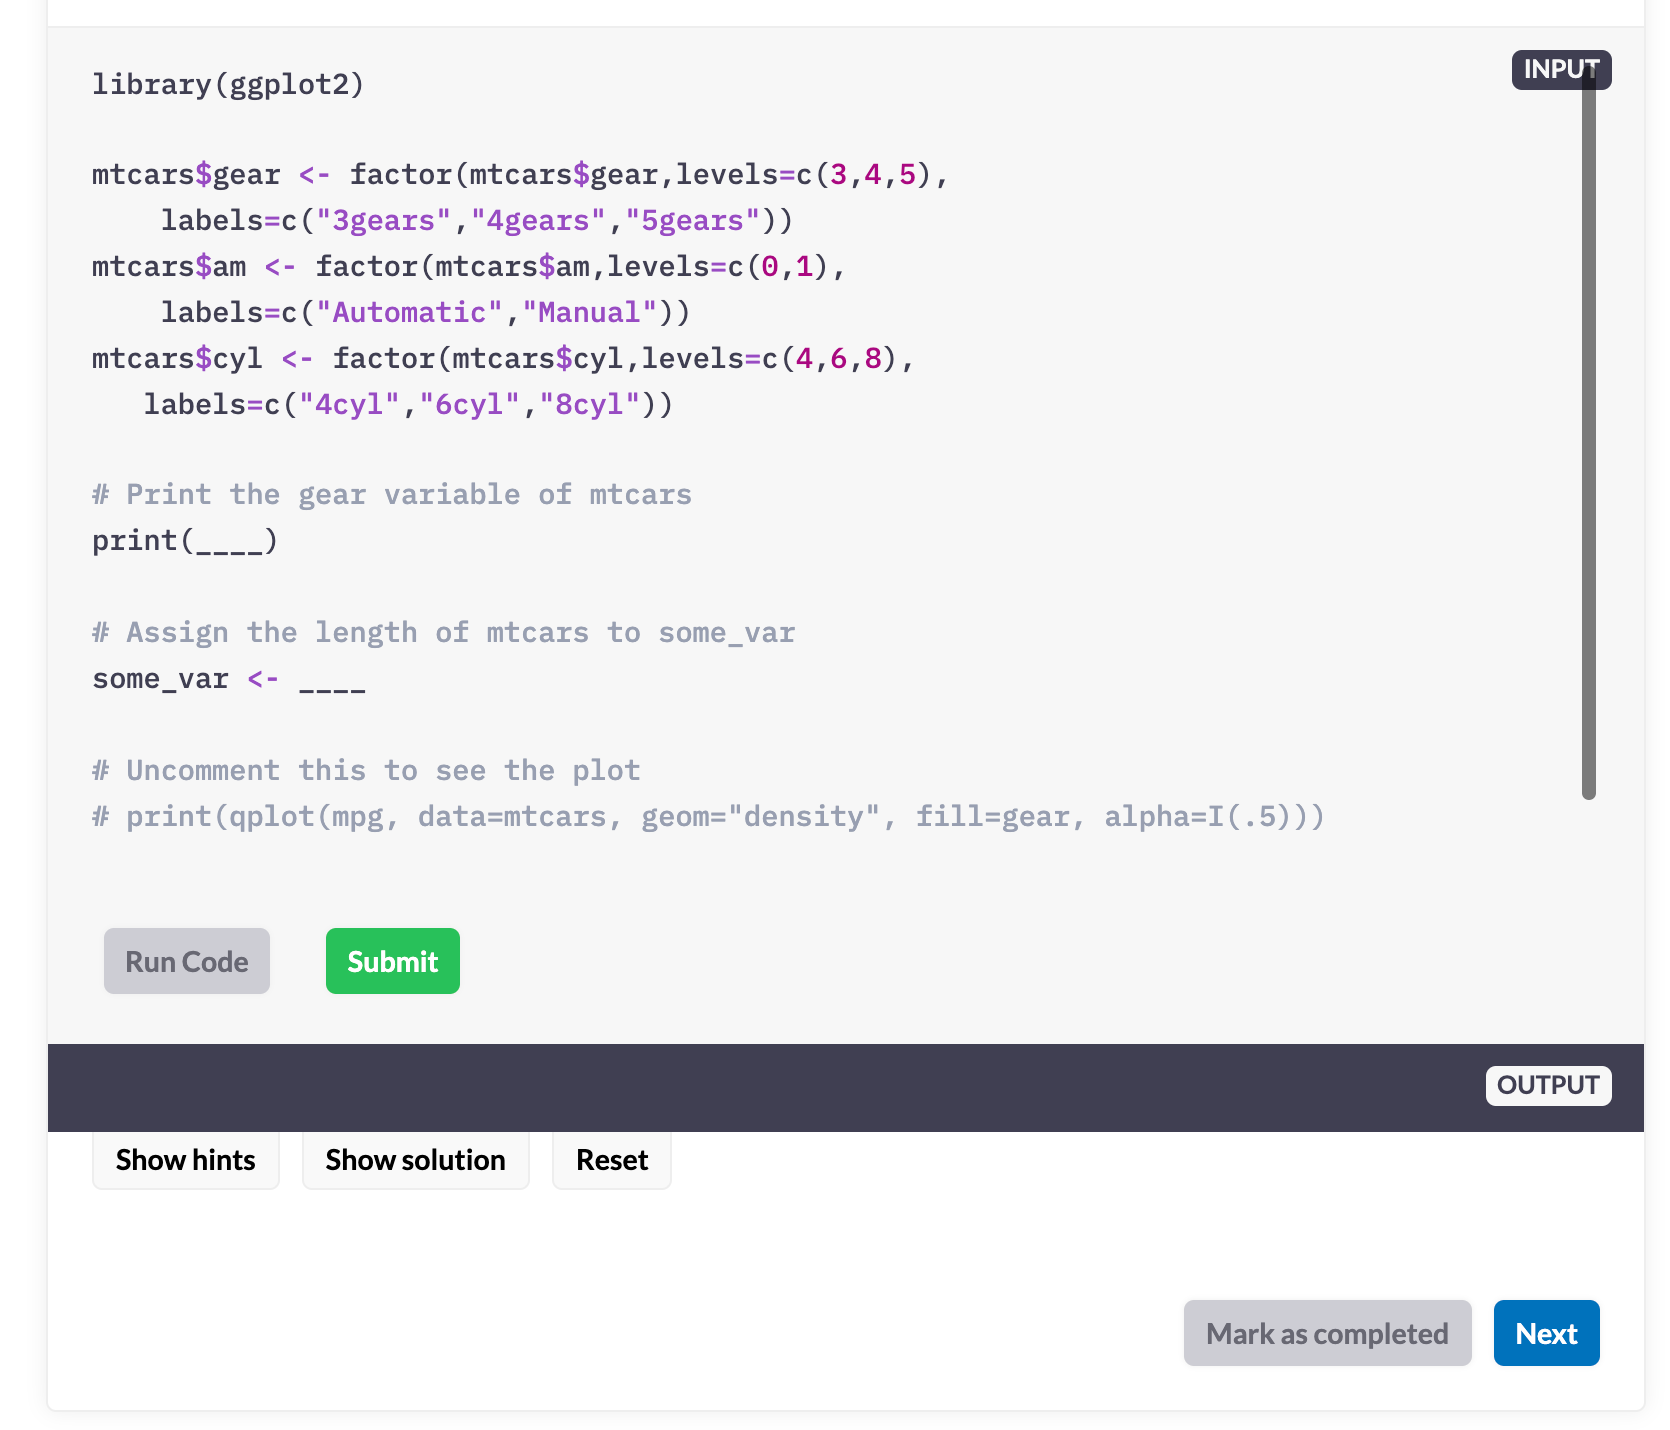 INPUT
library(ggplot2)
mtcars$gear <- factor(mtcars$gear,levels=c(3,4,5),
    labels=c("3gears","4gears","5gears"))
mtcars$am <- factor(mtcars$am,levels=c(0,1),
    labels=c("Automatic","Manual"))
mtcars$cyl <- factor(mtcars$cyl,levels=c(4,6,8),
   labels=c("4cyl","6cyl","8cyl"))
# Print the gear variable of mtcars
print(____)
# Assign the length of mtcars to some_var
some_var <- ____
# Uncomment this to see the plot
# print(qplot(mpg, data=mtcars, geom="density", fill=gear, alpha=I(.5)))
Run Code Submit
OUTPUT
Show hints Show solution Reset
Mark as completed Next